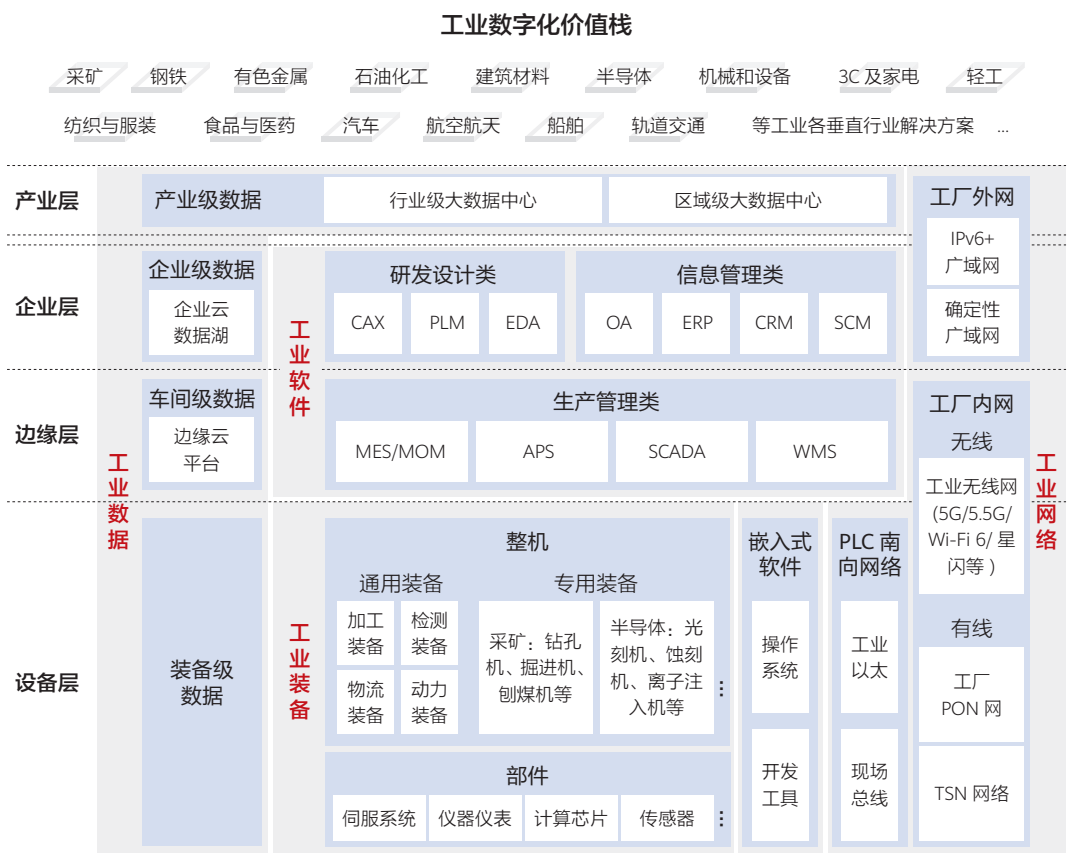 工业数字化价值栈
采矿 钢铁 有色金属 石油化工 建筑材料 半导体 机械和设备 3C 及家电 轻工
纺织与服装 食品与医药 汽车 航空航天 船舶 轨道交通 等工业各垂直行业解决方案 ...
产业层
产业级数据
行业级大数据中心
区域级大数据中心
工厂外网
IPv6+
广域网
确定性
广域网
企业层
企业级数据
企业云
数据湖
工业软件
研发设计类
CAX
PLM
EDA
信息管理类
OA
ERP
CRM
SCM
边缘层
车间级数据
边缘云
平台
生产管理类
MES/MOM
APS
SCADA
WMS
工厂内网
无线
工业无线网
(5G/5.5G/
Wi-Fi 6/ 星
闪等 )
有线
工厂
PON 网
TSN 网络
工业数据
工业网络
设备层
装备级
数据
工业装备
整机
通用装备
加工
装备
检测
装备
物流
装备
动力
装备
专用装备
采矿：钻孔
机、掘进机、
刨煤机等
半导体：光
刻机、蚀刻
机、离子注
入机等
⋮
部件
伺服系统
仪器仪表
计算芯片
传感器
⋮
嵌入式
软件
操作
系统
开发
工具
PLC 南
向网络
工业
以太
现场
总线